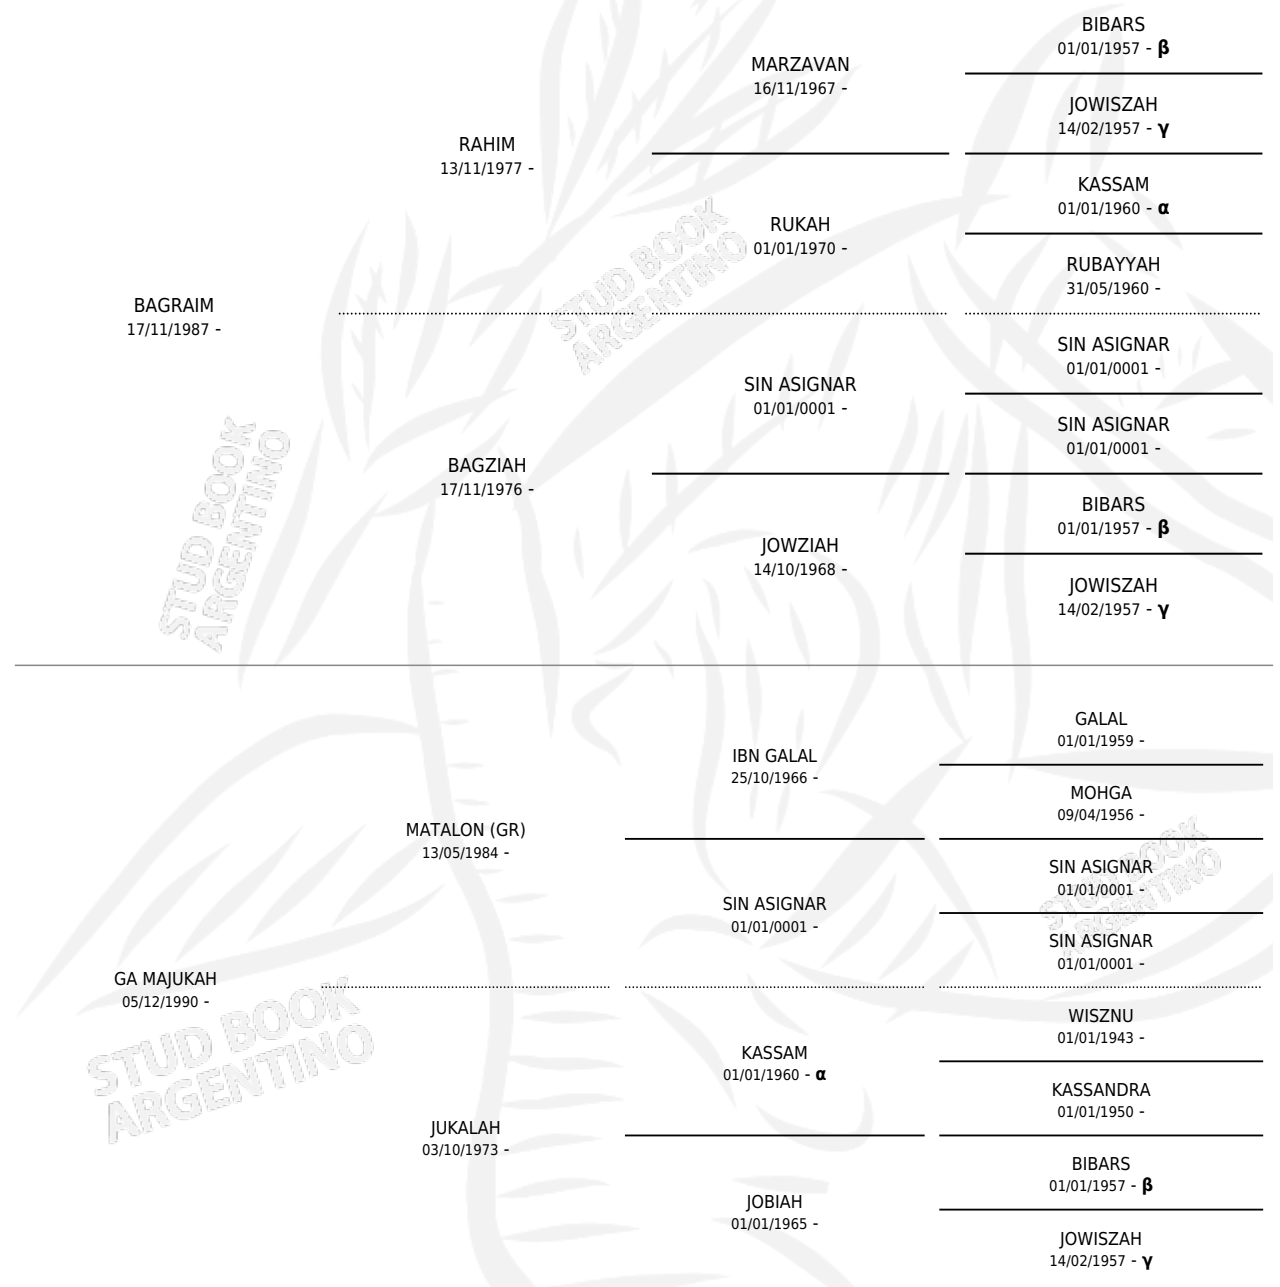 BIBARS
01/01/1957 - β
MARZAVAN
16/11/1967 -
JOWISZAH
14/02/1957 - γ
RAHIM
13/11/1977 -
KASSAM
01/01/1960 - α
RUKAH
01/01/1970 -
RUBAYYAH
31/05/1960 -
BAGRAIM
17/11/1987 -
SIN ASIGNAR
01/01/0001 -
SIN ASIGNAR
01/01/0001 -
SIN ASIGNAR
01/01/0001 -
BAGZIAH
17/11/1976 -
BIBARS
01/01/1957 - β
JOWZIAH
14/10/1968 -
JOWISZAH
14/02/1957 - γ
STUD BOOK
ARGENTINO
STUD BOOK
ARGENTINO
GALAL
01/01/1959 -
IBN GALAL
25/10/1966 -
MOHGA
09/04/1956 -
MATALON (GR)
13/05/1984 -
SIN ASIGNAR
01/01/0001 -
SIN ASIGNAR
01/01/0001 -
SIN ASIGNAR
01/01/0001 -
GA MAJUKAH
05/12/1990 -
WISZNU
01/01/1943 -
KASSAM
01/01/1960 - α
KASSANDRA
01/01/1950 -
JUKALAH
03/10/1973 -
BIBARS
01/01/1957 - β
JOBIAH
01/01/1965 -
JOWISZAH
14/02/1957 - γ
STUD BOOK
ARGENTINO
STUD BOOK
ARGENTINO